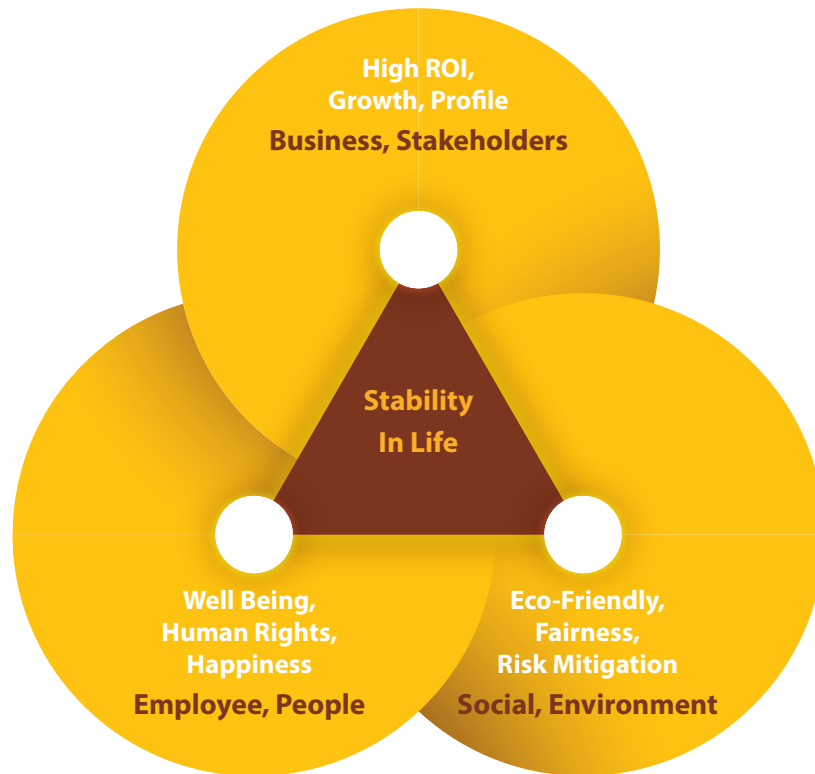 High ROI,
Growth, Profile
Business, Stakeholders
Stability
In Life
Well Being,
Human Rights,
Happiness
Employee, People
Eco-Friendly,
Fairness,
Risk Mitigation
Social, Environment